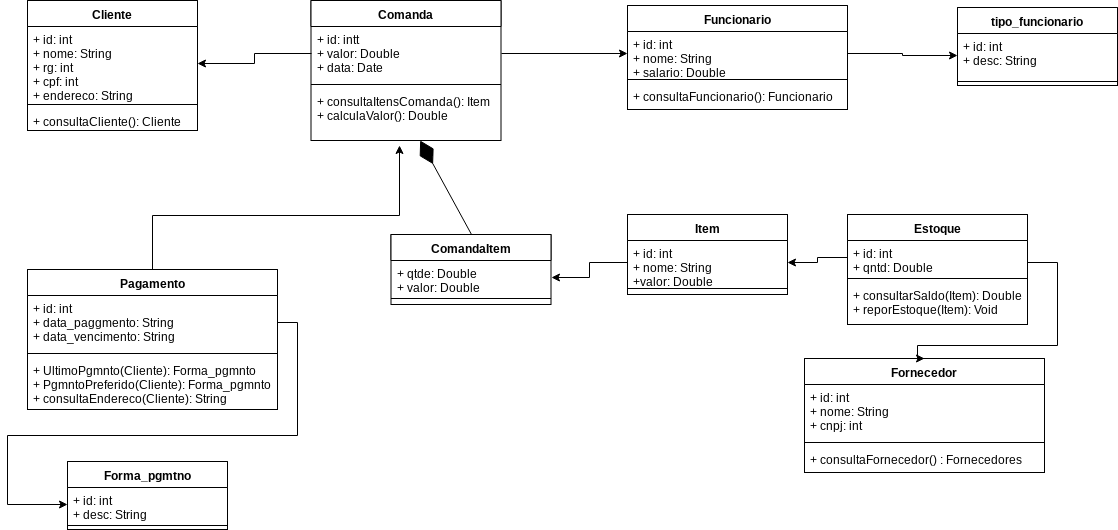 Cliente
+ id: int
+ nome: String
+ rg: int
+ cpf: int
+ endereco: String
+ consultaCliente(): Cliente
Comanda
+ id: intt
+ valor: Double
+ data: Date
+ consultaItensComanda(): Item
+ calculaValor(): Double
Funcionario
+ id: int
+ nome: String
+ salario: Double
+ consultaFuncionario(): Funcionario
tipo_funcionario
+ id: int
+ desc: String
Pagamento
+ id: int
+ data_paggmento: String
+ data_vencimento: String
+ UltimoPgmnto(Cliente): Forma_pgmnto
+ PgmntoPreferido(Cliente): Forma_pgmnto
+ consultaEndereco(Cliente): String
ComandaItem
+ qtde: Double
+ valor: Double
Item
+ id: int
+ nome: String
+valor: Double
Estoque
+ id: int
+ qntd: Double
+ consultarSaldo(Item): Double
+ reporEstoque(Item): Void
Fornecedor
+ id: int
+ nome: String
+ cnpj: int
+ consultaFornecedor() : Fornecedores
Forma_pgmtno
+ id: int
+ desc: String